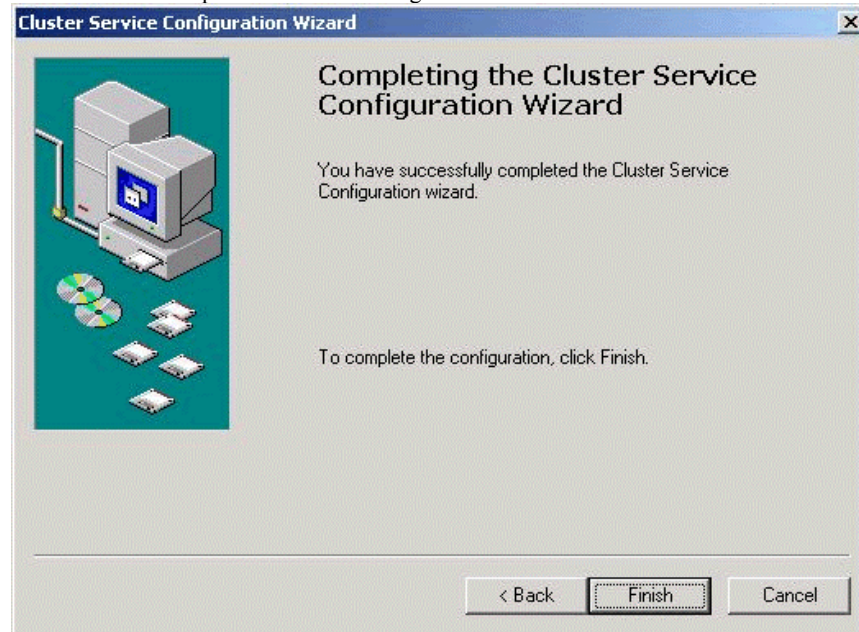 Cluster Service Configuration Wizard
Completing the Cluster Service
Configuration Wizard
You have successfully completed the Cluster Service
Configuration wizard.
To complete the configuration, click Finish.
< Back
Finish
Cancel